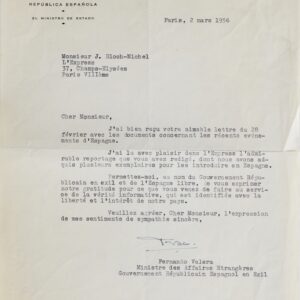 REPÚBLICA ESPAÑOLA
EL MINISTRO DE ESTADO
Paris, 2 mars 1956
Monsieur J. Bloch-Michel
L'Express
37, Champs-Elysées
Paris VIIIème
Cher Monsieur,
J'ai bien reçu votre aimable lettre du 28
février avec les documents concernant les récents événe-
ments d'Espagne.
J'ai lu avec plaisir dans l'Express l'admi-
rable reportage que vous avez redigé, dont nous avons ac-
quis plusieurs exemplaires pour les introduire en Espagne.
Permettez-moi, au nom du Gouvernement Répu-
blicain en exil et de l'Espagne libre, de vous exprimer
notre gratitude pour ce que vous venez de faire au servi-
ce de la vérité informative, qui est identifiée avec la
liberté et l'intérêt de notre pays.
Veuillez agréer, Cher Monsieur, l'expression
de mes sentiments de sympathie sincère,
Fernando Valera
Ministre des Affaires Etrangères
Gouvernement Républicain Espagnol en Exil